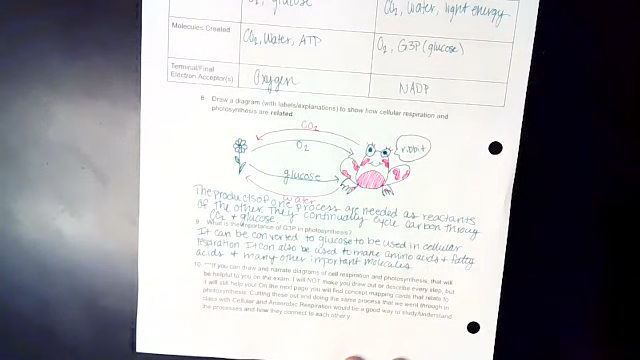 O2, glucose
CO2, water, light energy
Molecules Created
CO2, Water, ATP
O2, G3P (glucose)
Terminal/Final
Electron Acceptor(s)
Oxygen
NADP
8. Draw a diagram (with labels/explanations) to show how cellular respiration and
photosynthesis are related.
CO2
O2
ribbit
glucose
water
The products of one process are needed as reactants
of the other. They continually cycle carbon through
CO2 + glucose
9. What is the importance of G3P in photosynthesis?
It can be converted to glucose to be used in cellular
respiration. It can also be used to make amino acids + fatty
acids + many other important molecules.
10. ***If you can draw and narrate diagrams of cell respiration and photosynthesis, that will
be helpful to you on the exam. I will NOT make you draw out or describe every step, but
it will still help you! On the next page you will find concept mapping cards that relate to
photosynthesis. Cutting these out and doing the same process that we went through in
class with Cellular and Anaerobic Respiration would be a good way to study/understand
the processes and how they connect to each other